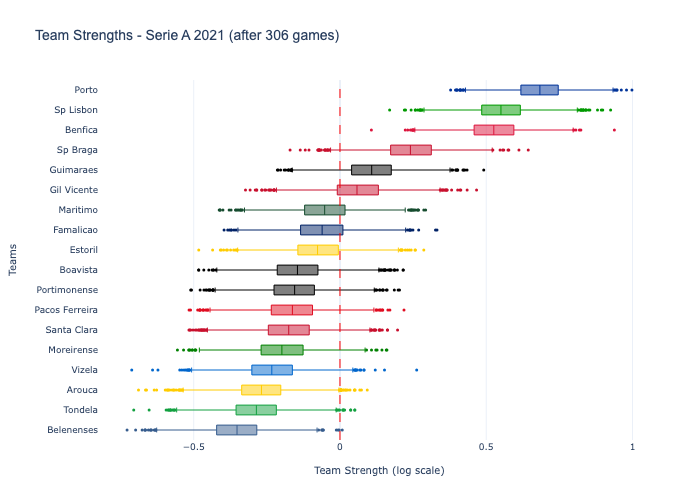 Team Strengths - Serie A 2021 (after 306 games)
Porto
Sp Lisbon
Benfica
Sp Braga
Guimaraes
Gil Vicente
Maritimo
Famalicao
Estoril
Boavista
Portimonense
Pacos Ferreira
Santa Clara
Moreirense
Vizela
Arouca
Tondela
Belenenses
Teams
−0.5 0 0.5 1
Team Strength (log scale)